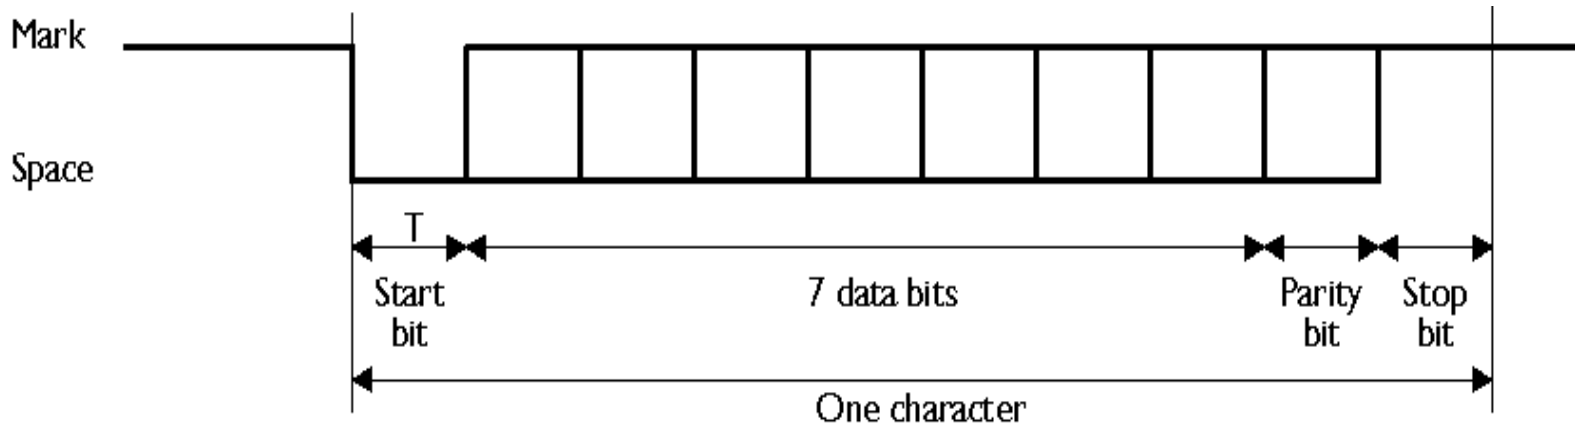 Mark
Space
T
Start
bit
7 data bits
Parity
bit
Stop
bit
One character